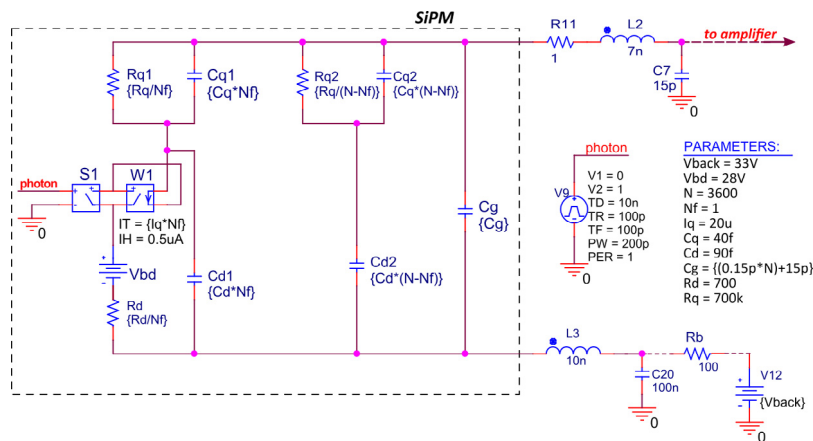 SiPM
R11
1
L2
7n
to amplifier
C7
15p
0
Rq1
{Rq/Nf}
Cq1
{Cq*Nf}
Rq2
{Rq/(N-Nf)}
Cq2
{Cq*(N-Nf)}
photon
S1
W1
0
IT = {Iq*Nf}
IH = 0.5uA
Vbd
Rd
{Rd/Nf}
Cd1
{Cd*Nf}
Cd2
{Cd*(N-Nf)}
Cg
{Cg}
photon
V9
V1 = 0
V2 = 1
TD = 10n
TR = 100p
TF = 100p
PW = 200p
PER = 1
0
PARAMETERS:
Vback = 33V
Vbd = 28V
N = 3600
Nf = 1
Iq = 20u
Cq = 40f
Cd = 90f
Cg = {(0.15p*N)+15p}
Rd = 700
Rq = 700k
L3
10n
C20
100n
0
Rb
100
V12
{Vback}
0